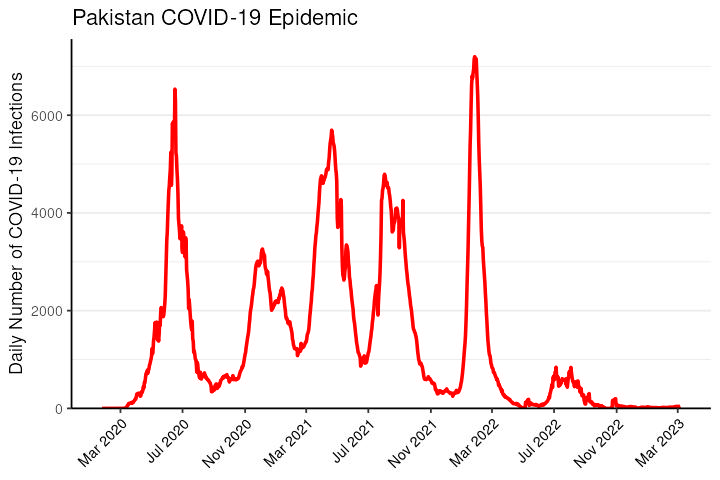 Pakistan COVID-19 Epidemic
Daily Number of COVID-19 Infections
6000
4000
2000
0
Mar 2020
Jul 2020
Nov 2020
Mar 2021
Jul 2021
Nov 2021
Mar 2022
Jul 2022
Nov 2022
Mar 2023